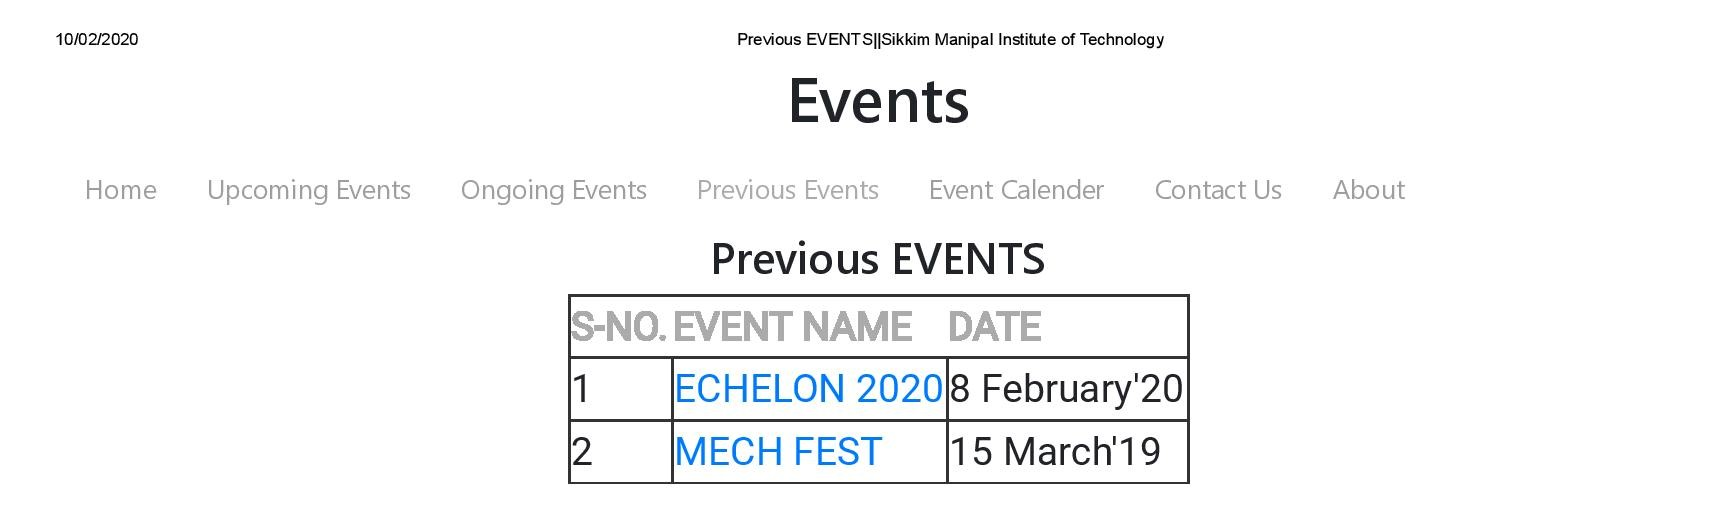 10/02/2020 Previous EVENTS||Sikkim Manipal Institute of Technology
Events
Home Upcoming Events Ongoing Events Previous Events Event Calender Contact Us About
Previous EVENTS
S-NO. EVENT NAME DATE
1 ECHELON 2020 8 February'20
2 MECH FEST 15 March'19